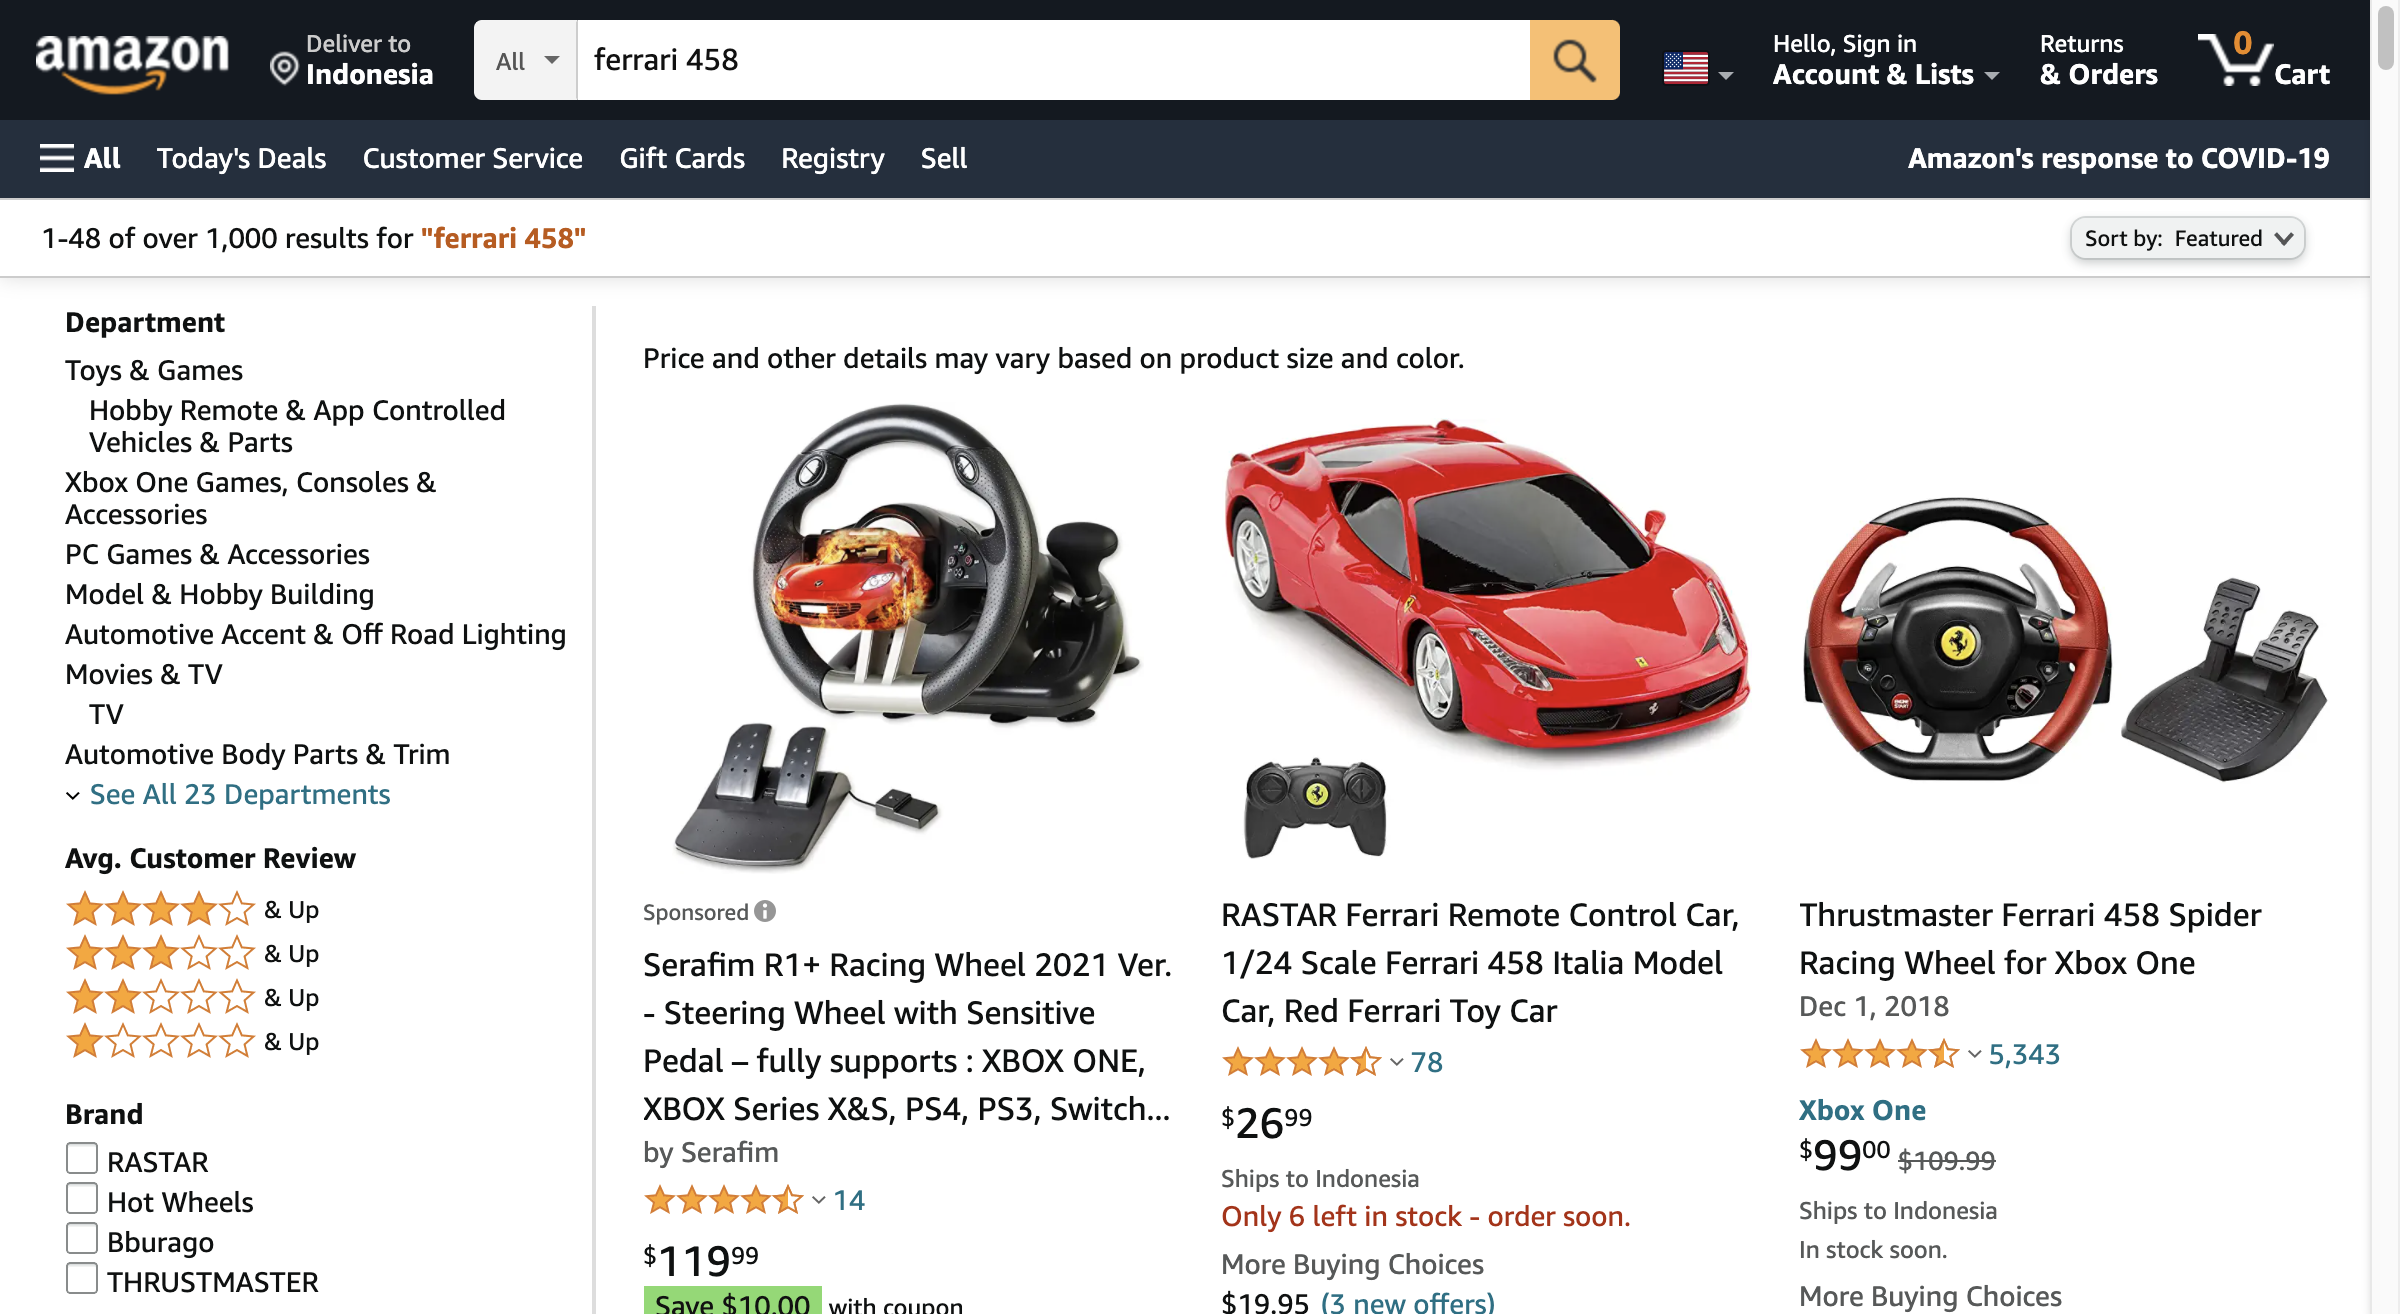 amazon
Deliver to
Indonesia
All
ferrari 458
Hello, Sign in
Account & Lists
Returns
& Orders
0
Cart
All
Today's Deals
Customer Service
Gift Cards
Registry
Sell
Amazon's response to COVID-19
1-48 of over 1,000 results for "ferrari 458"
Sort by: Featured
Department
Toys & Games
Hobby Remote & App Controlled
Vehicles & Parts
Xbox One Games, Consoles &
Accessories
PC Games & Accessories
Model & Hobby Building
Automotive Accent & Off Road Lighting
Movies & TV
TV
Automotive Body Parts & Trim
See All 23 Departments
Avg. Customer Review
& Up
& Up
& Up
& Up
Brand
RASTAR
Hot Wheels
Bburago
THRUSTMASTER
Price and other details may vary based on product size and color.
Sponsored
Serafim R1+ Racing Wheel 2021 Ver.
- Steering Wheel with Sensitive
Pedal – fully supports : XBOX ONE,
XBOX Series X&S, PS4, PS3, Switch...
by Serafim
14
$119.99
Save $10.00 with coupon
RASTAR Ferrari Remote Control Car,
1/24 Scale Ferrari 458 Italia Model
Car, Red Ferrari Toy Car
78
$26.99
Ships to Indonesia
Only 6 left in stock - order soon.
More Buying Choices
$19.95 (3 new offers)
Thrustmaster Ferrari 458 Spider
Racing Wheel for Xbox One
Dec 1, 2018
5,343
Xbox One
$99.00 $109.99
Ships to Indonesia
In stock soon.
More Buying Choices